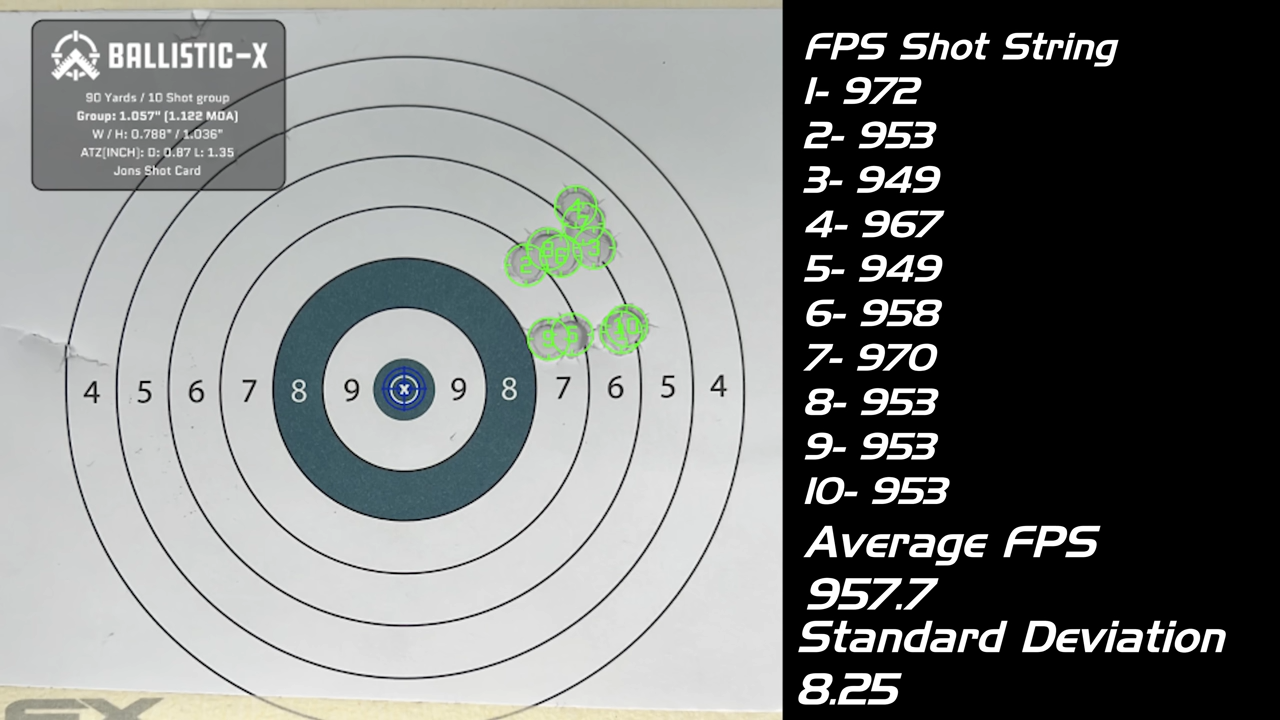 BALLISTIC-X
90 Yards / 10 Shot group
Group: 1.057" (1.122 MOA)
W / H: 0.788" / 1.036"
ATZ(INCH): D: 0.87 L: 1.35
Jons Shot Card
4 5 6 7 8 9 X 9 8 7 6 5 4
FPS Shot String
1- 972
2- 953
3- 949
4- 967
5- 949
6- 958
7- 970
8- 953
9- 953
10- 953
Average FPS
957.7
Standard Deviation
8.25